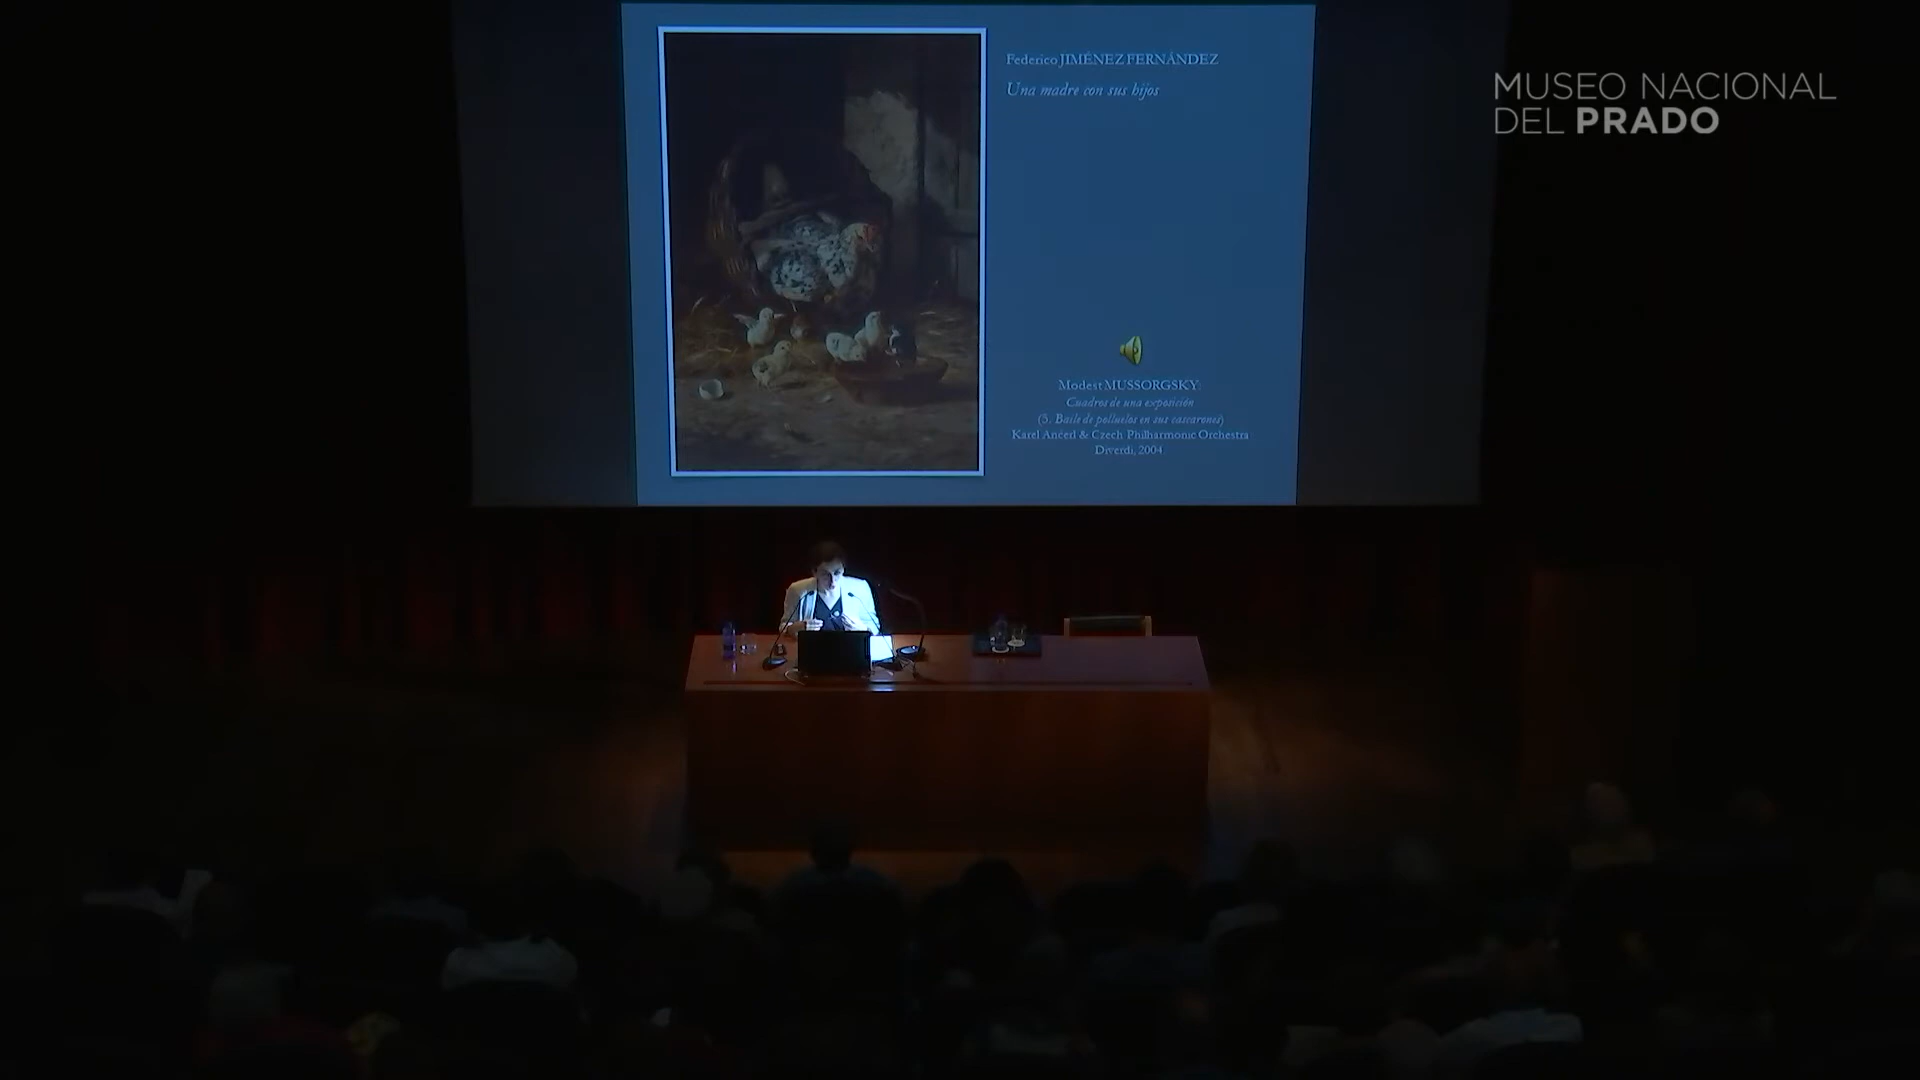 Federico JIMÉNEZ FERNÁNDEZ
Una madre con sus hijos
MUSEO NACIONAL
DEL PRADO
Modest MUSSORGSKY
Cuadros de una exposición
(5. Baile de polluelos en sus cascarones)
Karel Ancerl & Czech Philharmonic Orchestra
Diverdi, 2004